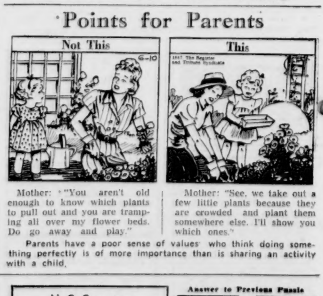 Points for Parents
Not This
This
6-10
1947, The Register
and Tribune Syndicate
Mother: "You aren't old
enough to know which plants
to pull out and you are tramp-
ing all over my flower beds.
Do go away and play."
Mother: "See, we take out a
few little plants because they
are crowded and plant them
somewhere else. I'll show you
which ones."
Parents have a poor sense of values who think doing some-
thing perfectly is of more importance than is sharing an activity
with a child.
Answer to Previous Puzzle